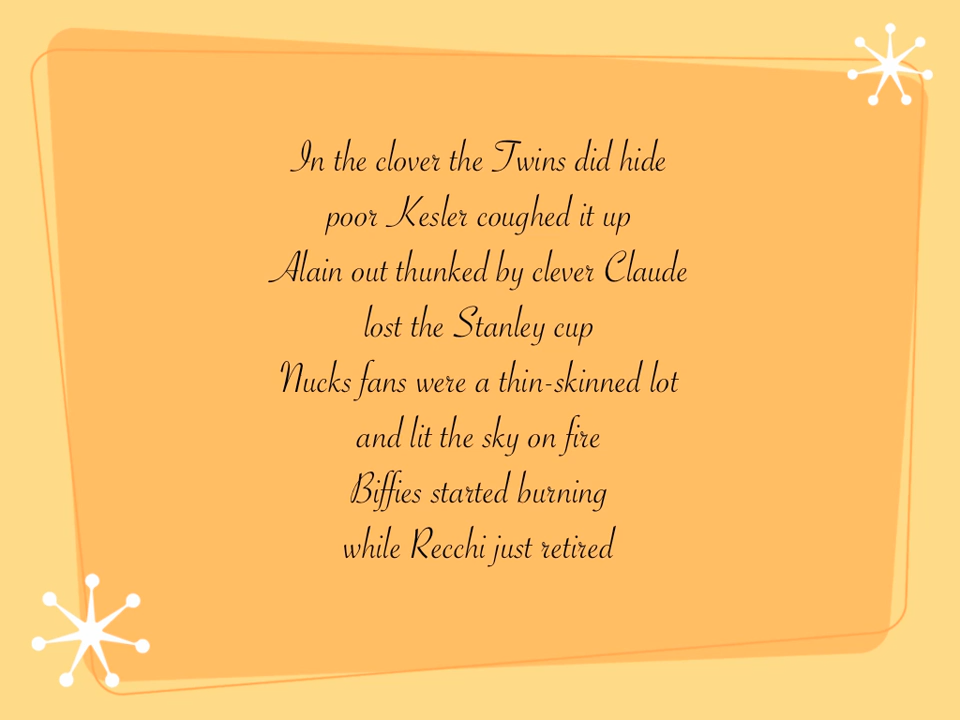 In the clover the Twins did hide
poor Kesler coughed it up
Alain out thunked by clever Claude
lost the Stanley cup
Nucks fans were a thin-skinned lot
and lit the sky on fire
Biffies started burning
while Recchi just retired